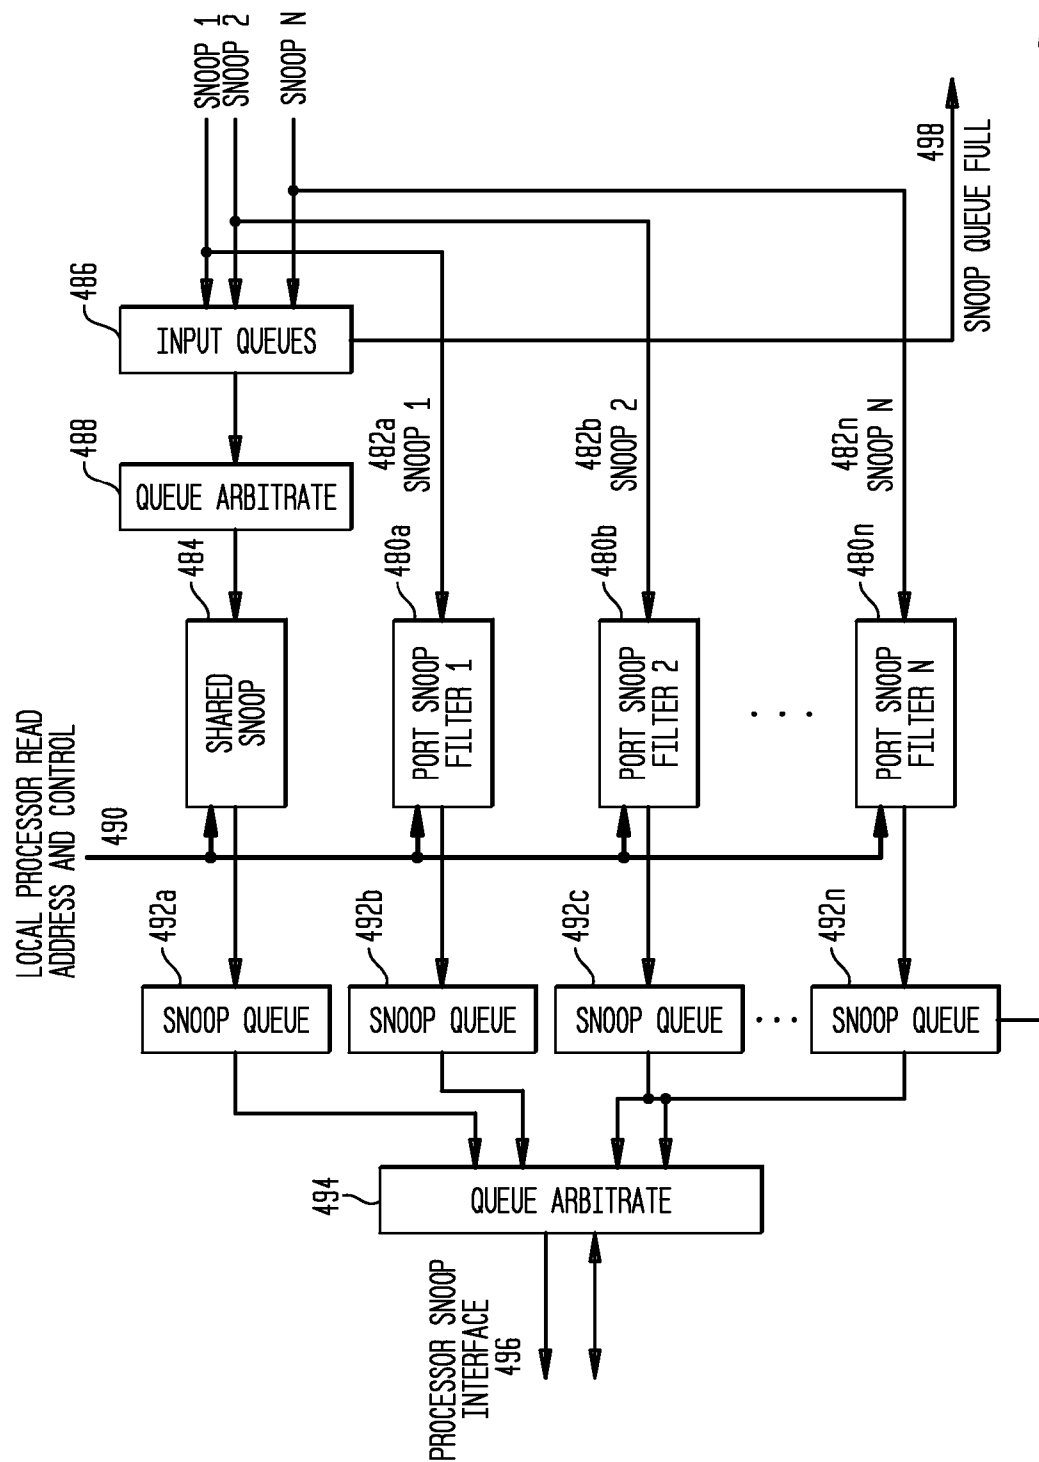 SNOOP 1
SNOOP 2
SNOOP N
486
INPUT QUEUES
498
SNOOP QUEUE FULL
488
QUEUE ARBITRATE
482a
SNOOP 1
482b
SNOOP 2
482n
SNOOP N
484
SHARED
SNOOP
480a
PORT SNOOP
FILTER 1
480b
PORT SNOOP
FILTER 2
. . .
480n
PORT SNOOP
FILTER N
LOCAL PROCESSOR READ
ADDRESS AND CONTROL
490
492a
SNOOP QUEUE
492b
SNOOP QUEUE
492c
SNOOP QUEUE
. . .
492n
SNOOP QUEUE
494
QUEUE ARBITRATE
PROCESSOR SNOOP
INTERFACE
496